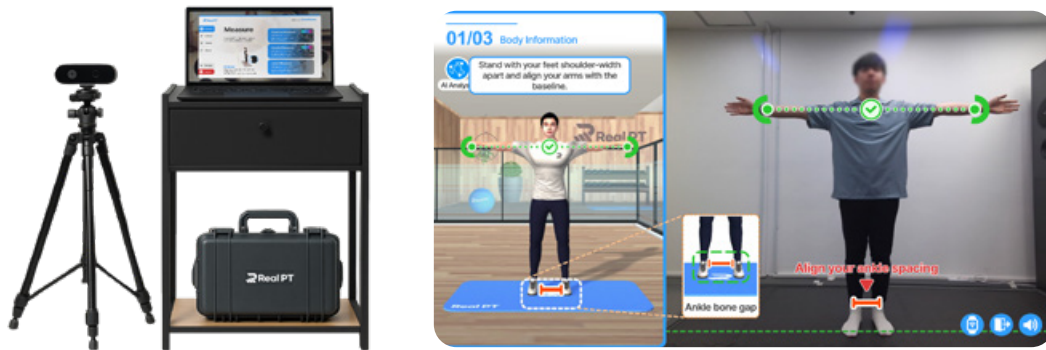 Measure
Real PT
01/03 Body Information
AI Analys
Stand with your feet shoulder-width
apart and align your arms with the
baseline.
Real PT
Real PT
Ankle bone gap
Align your ankle spacing